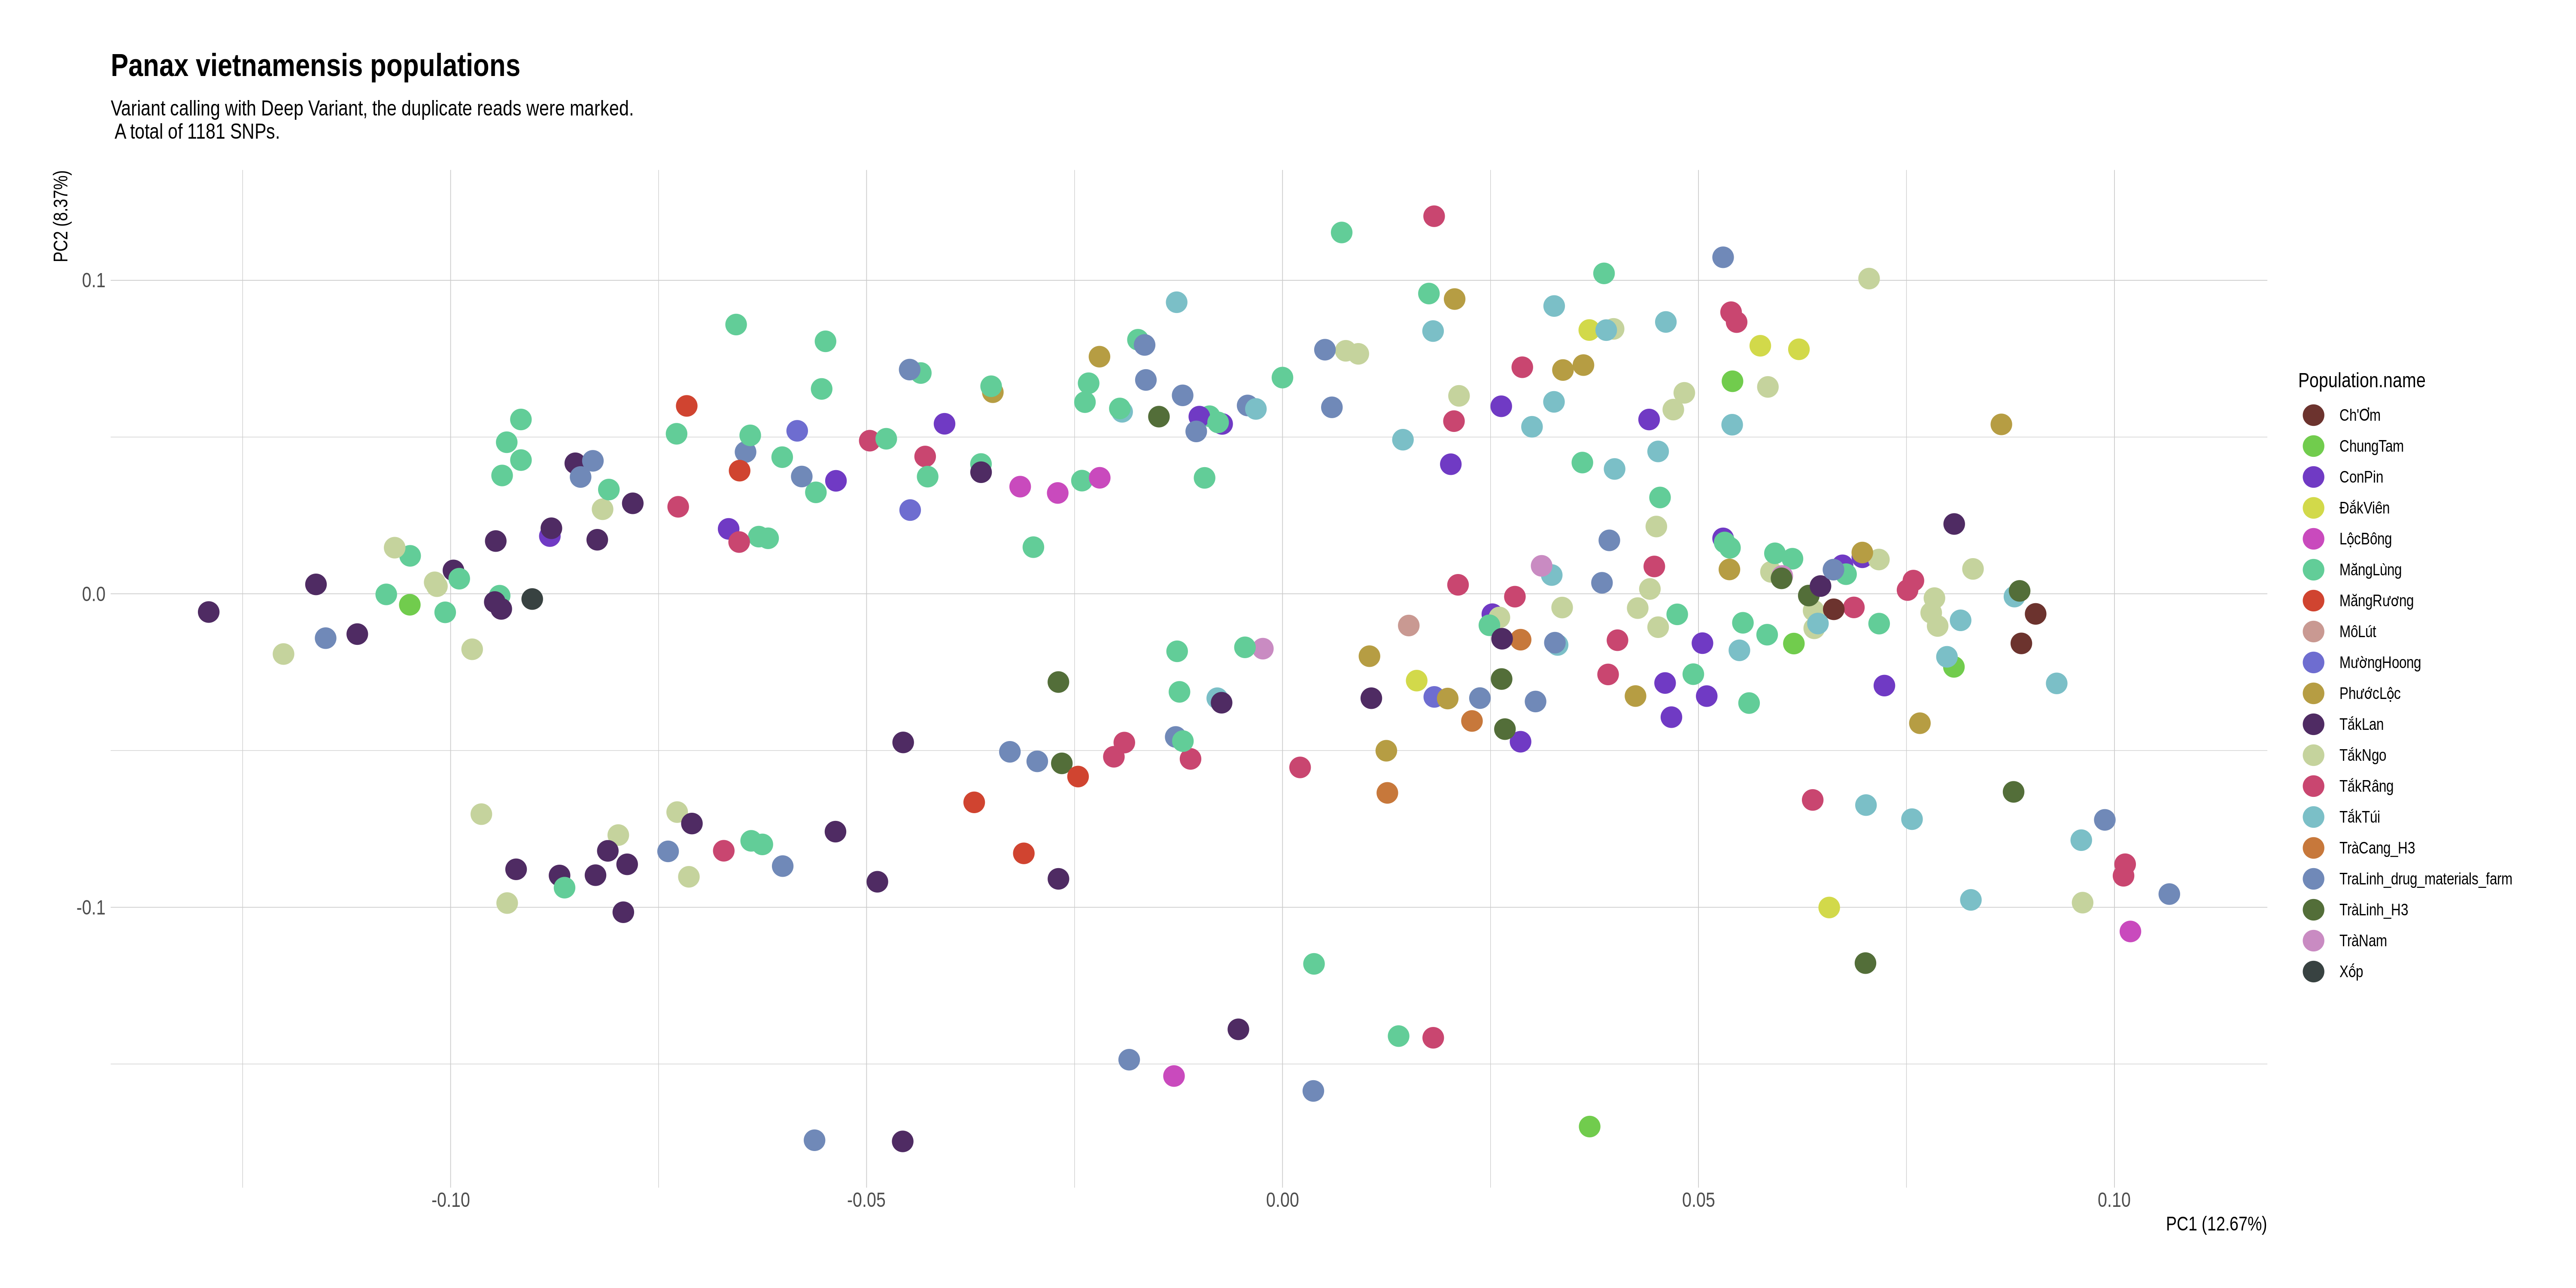 Panax vietnamensis populations
Variant calling with Deep Variant, the duplicate reads were marked.
A total of 1181 SNPs.
PC2 (8.37%)
0.1
0.0
-0.1
-0.10
-0.05
0.00
0.05
0.10
PC1 (12.67%)
Population.name
Ch'Ơm
ChungTam
ConPin
ĐắkViên
LộcBông
MăngLùng
MăngRương
MôLút
MườngHoong
PhướcLộc
TắkLan
TắkNgo
TắkRâng
TắkTúi
TràCang_H3
TraLinh_drug_materials_farm
TràLinh_H3
TràNam
Xốp